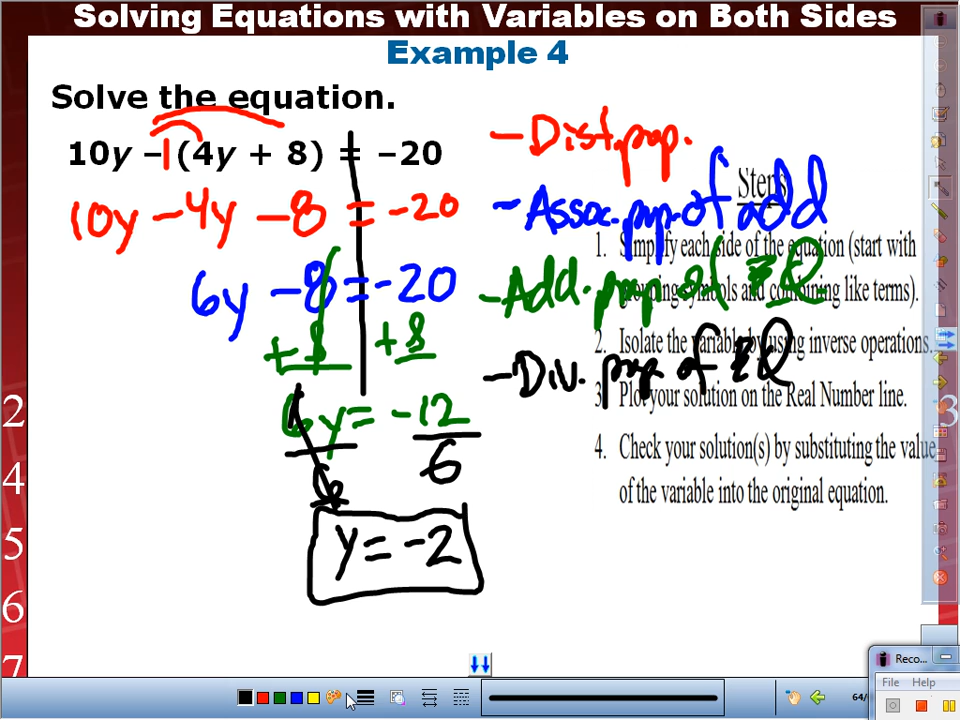 Solving Equations with Variables on Both Sides
Example 4
Solve the equation.
10y – 1(4y + 8) = –20
– Dist. prop.
10y – 4y – 8 = –20
Steps
– Assoc. prop. of add
1. Simplify each side of the equation (start with
grouping symbols and combining like terms).
6y – 8 = –20
– Add. prop of EQ
+8 +8
2. Isolate the variable by using inverse operations.
– Div. prop of EQ
3. Plot your solution on the Real Number line.
6y = –12
6 6
4. Check your solution(s) by substituting the value
of the variable into the original equation.
y = –2
2
4
5
6
7
3
Reco...
File Help
64/